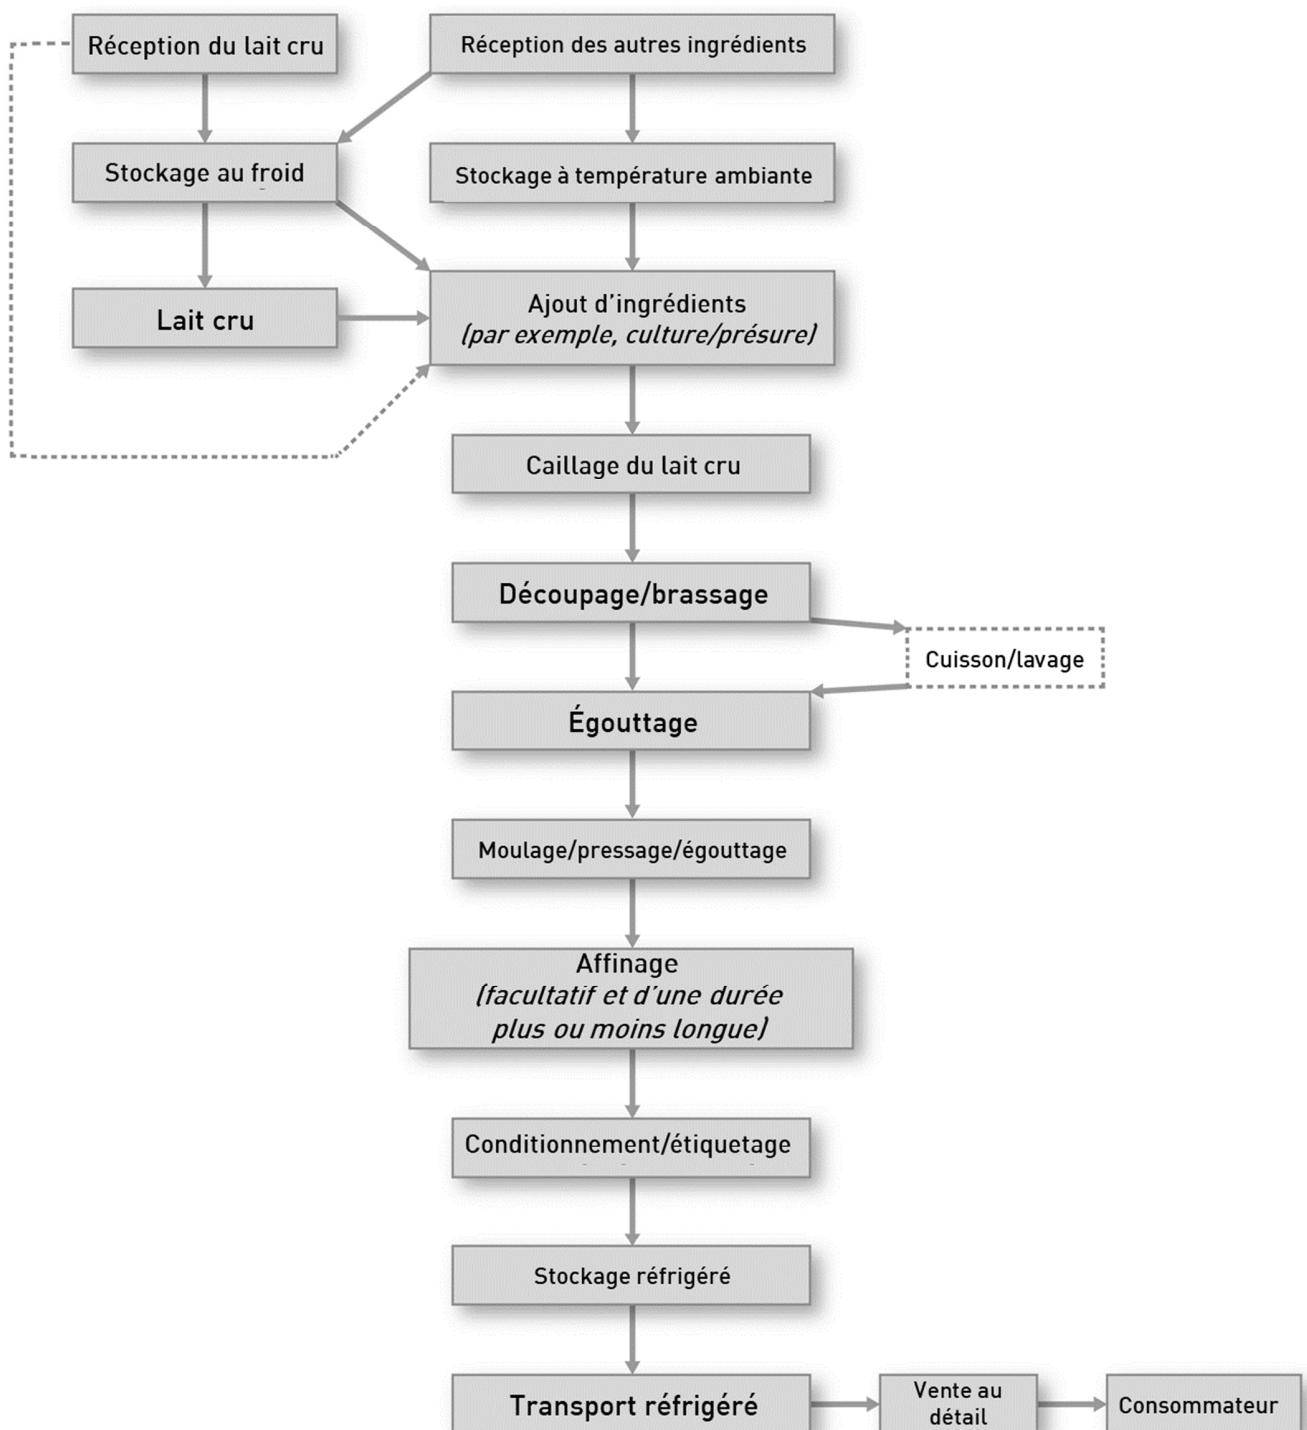 Réception du lait cru
Réception des autres ingrédients
Stockage au froid
Stockage à température ambiante
Lait cru
Ajout d'ingrédients
(par exemple, culture/présure)
Caillage du lait cru
Découpage/brassage
Cuisson/lavage
Égouttage
Moulage/pressage/égouttage
Affinage
(facultatif et d'une durée
plus ou moins longue)
Conditionnement/étiquetage
Stockage réfrigéré
Transport réfrigéré
Vente au
détail
Consommateur